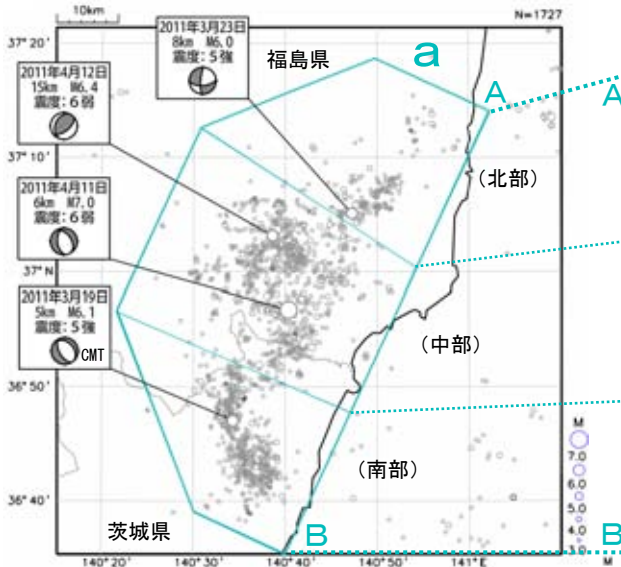 10km
N=1727
37°20'
37°10'
37°N
36°50'
36°40'
2011年3月23日
8km M6.0
震度：5強
福島県
a
A
A
2011年4月12日
15km M6.4
震度：6弱
(北部)
2011年4月11日
6km M7.0
震度：6弱
(中部)
2011年3月19日
5km M6.1
震度：5強
CMT
(南部)
M
7.0
6.0
5.0
4.0
3.0
茨城県
B
B
140°20'
140°30'
140°40'
140°50'
141°E
M